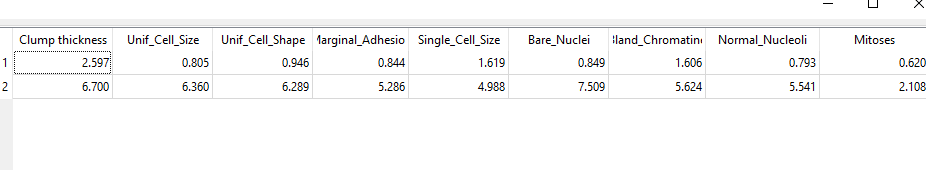 Clump thickness Unif_Cell_Size Unif_Cell_Shape Marginal_Adhesio Single_Cell_Size Bare_Nuclei Bland_Chromatin Normal_Nucleoli Mitoses
1 2.597 0.805 0.946 0.844 1.619 0.849 1.606 0.793 0.620
2 6.700 6.360 6.289 5.286 4.988 7.509 5.624 5.541 2.108